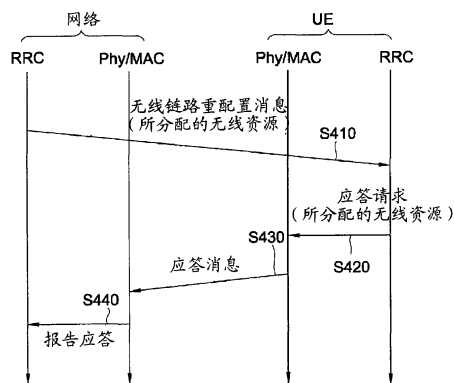 网络
UE
RRC
Phy/MAC
Phy/MAC
RRC
无线链路重配置消息
(所分配的无线资源)
S410
应答请求
(所分配的无线资源)
S430
S420
应答消息
S440
报告应答